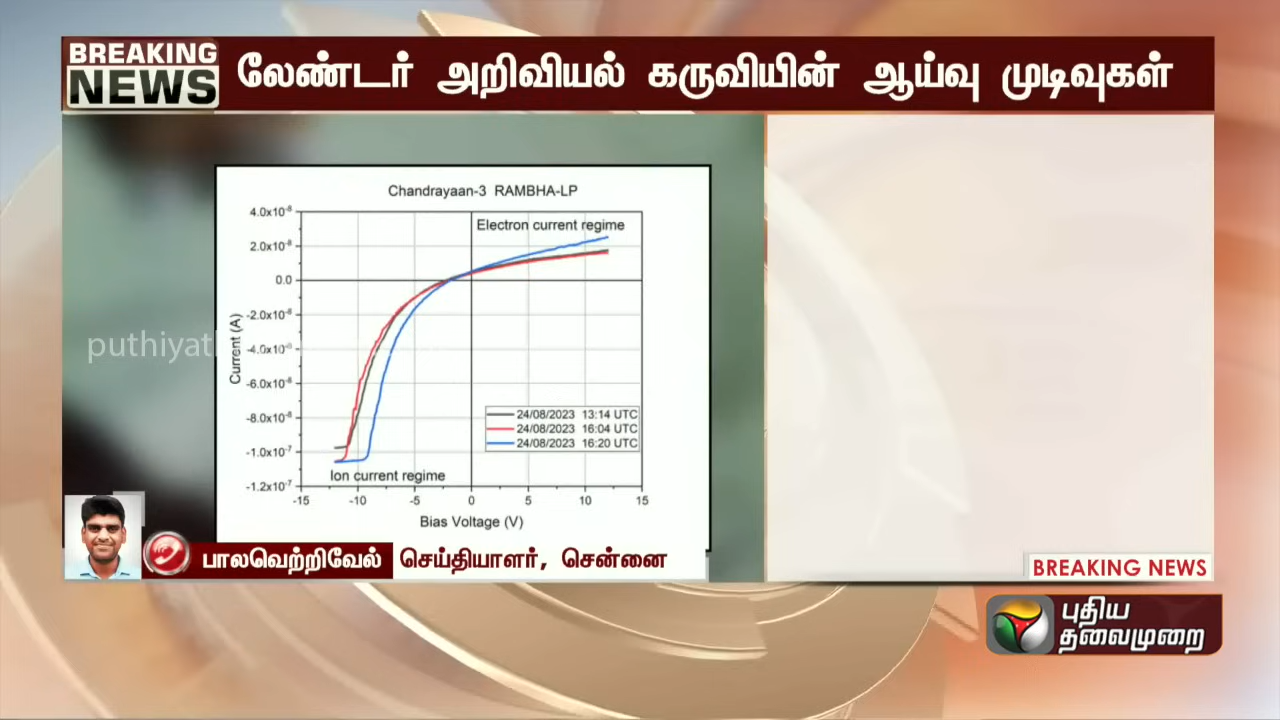 BREAKING
NEWS
லேண்டர் அறிவியல் கருவியின் ஆய்வு முடிவுகள்
Chandrayaan-3 RAMBHA-LP
4.0x10⁻⁸
2.0x10⁻⁸
0.0
-2.0x10⁻⁸
-4.0x10⁻⁸
-6.0x10⁻⁸
-8.0x10⁻⁸
-1.0x10⁻⁷
-1.2x10⁻⁷
Current (A)
Electron current regime
24/08/2023 13:14 UTC
24/08/2023 16:04 UTC
24/08/2023 16:20 UTC
Ion current regime
-15 -10 -5 0 5 10 15
Bias Voltage (V)
பாலவெற்றிவேல் செய்தியாளர், சென்னை
BREAKING NEWS
புதிய
தலைமுறை